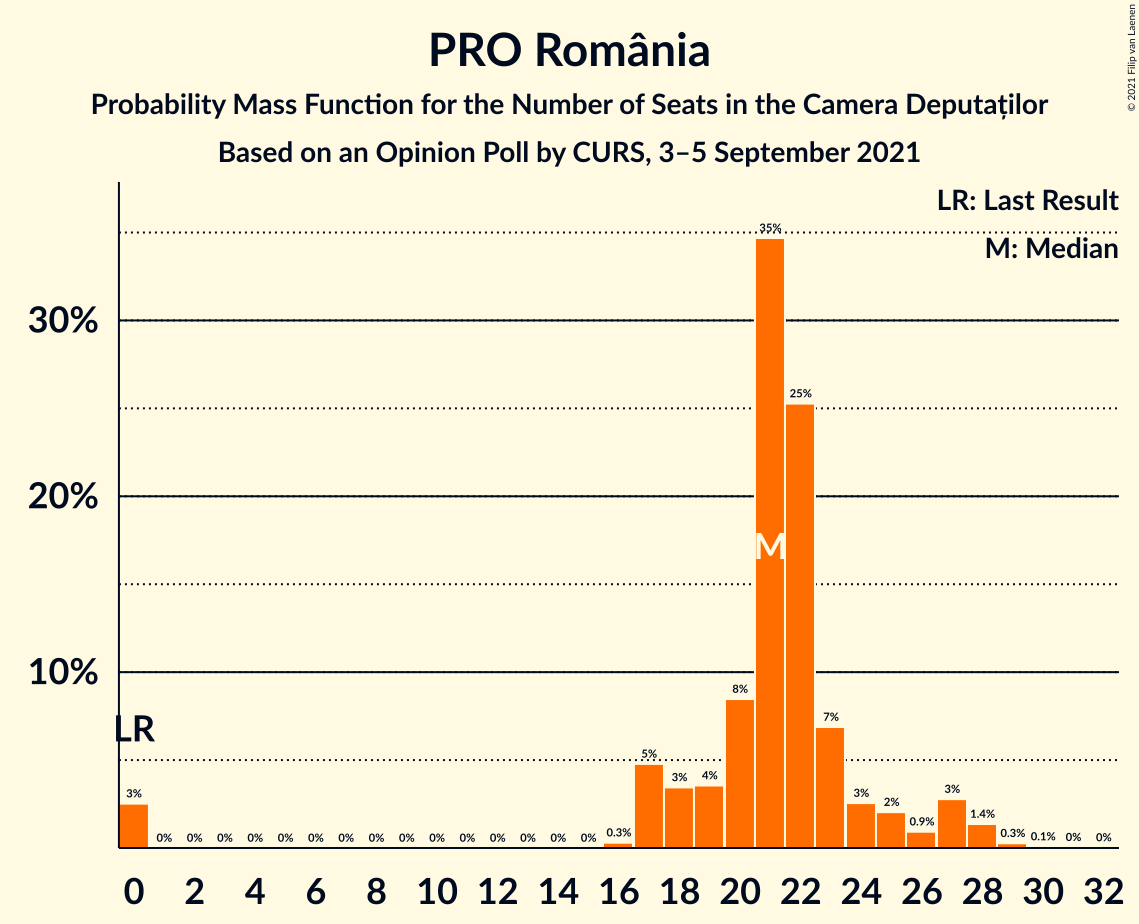 PRO România
Probability Mass Function for the Number of Seats in the Camera Deputaților
Based on an Opinion Poll by CURS, 3–5 September 2021
© 2021 Filip van Laenen
LR: Last Result
M: Median
30%
20%
10%
LR
M
3% 0% 0% 0% 0% 0% 0% 0% 0% 0% 0% 0% 0% 0% 0% 0% 0.3% 5% 3% 4% 8% 35% 25% 7% 3% 2% 0.9% 3% 1.4% 0.3% 0.1% 0% 0%
0 2 4 6 8 10 12 14 16 18 20 22 24 26 28 30 32